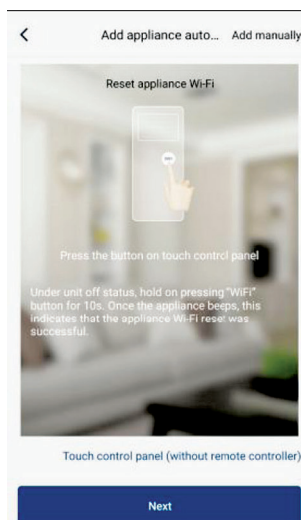 Add appliance auto... Add manually
Reset appliance Wi-Fi
Press the button on touch control panel
Under unit off status, hold on pressing "WiFi"
button for 10s. Once the appliance beeps, this
indicates that the appliance Wi-Fi reset was
successful.
Touch control panel (without remote controller)
Next